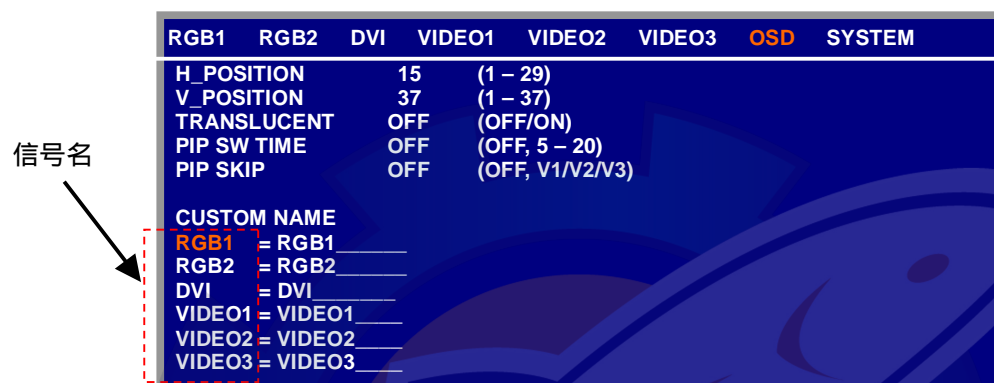 RGB1 RGB2 DVI VIDEO1 VIDEO2 VIDEO3 OSD SYSTEM
H_POSITION 15 (1 – 29)
V_POSITION 37 (1 – 37)
TRANSLUCENT OFF (OFF/ON)
PIP SW TIME OFF (OFF, 5 – 20)
PIP SKIP OFF (OFF, V1/V2/V3)
信号名
CUSTOM NAME
RGB1 = RGB1______
RGB2 = RGB2______
DVI = DVI_______
VIDEO1 = VIDEO1____
VIDEO2 = VIDEO2____
VIDEO3 = VIDEO3____